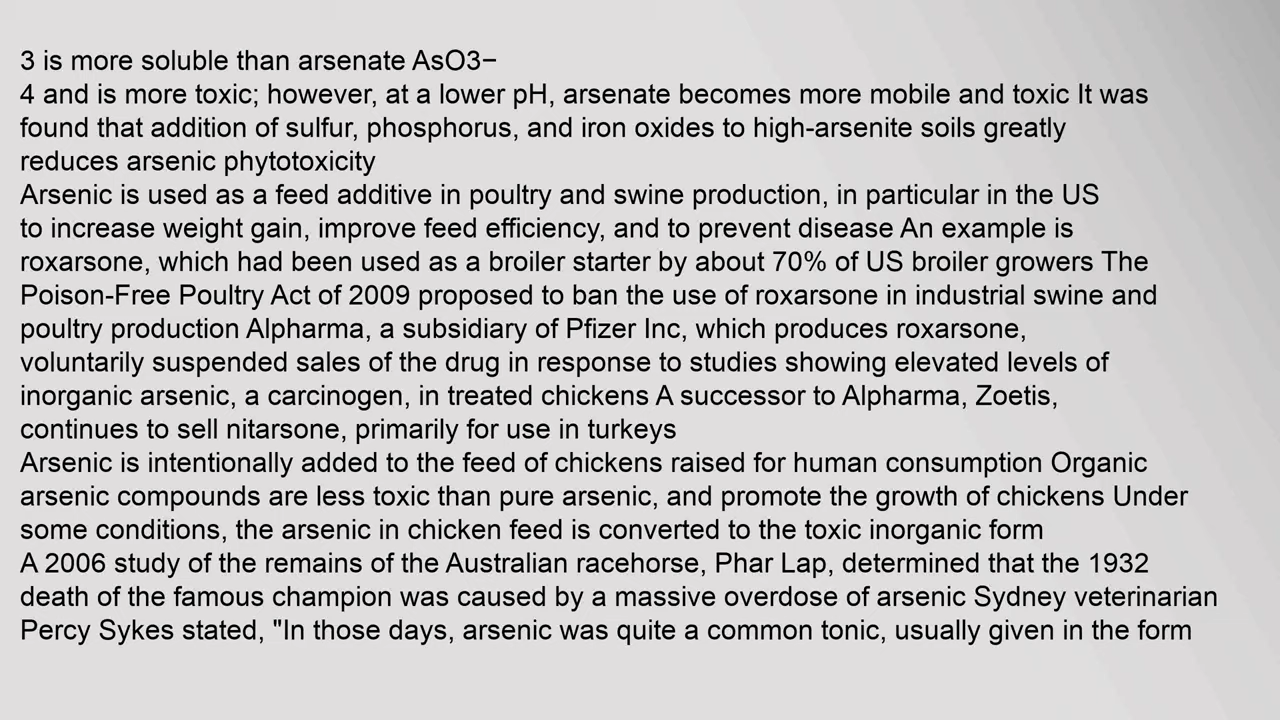 3 is more soluble than arsenate AsO3−
4 and is more toxic; however, at a lower pH, arsenate becomes more mobile and toxic It was
found that addition of sulfur, phosphorus, and iron oxides to high-arsenite soils greatly
reduces arsenic phytotoxicity
Arsenic is used as a feed additive in poultry and swine production, in particular in the US
to increase weight gain, improve feed efficiency, and to prevent disease An example is
roxarsone, which had been used as a broiler starter by about 70% of US broiler growers The
Poison-Free Poultry Act of 2009 proposed to ban the use of roxarsone in industrial swine and
poultry production Alpharma, a subsidiary of Pfizer Inc, which produces roxarsone,
voluntarily suspended sales of the drug in response to studies showing elevated levels of
inorganic arsenic, a carcinogen, in treated chickens A successor to Alpharma, Zoetis,
continues to sell nitarsone, primarily for use in turkeys
Arsenic is intentionally added to the feed of chickens raised for human consumption Organic
arsenic compounds are less toxic than pure arsenic, and promote the growth of chickens Under
some conditions, the arsenic in chicken feed is converted to the toxic inorganic form
A 2006 study of the remains of the Australian racehorse, Phar Lap, determined that the 1932
death of the famous champion was caused by a massive overdose of arsenic Sydney veterinarian
Percy Sykes stated, "In those days, arsenic was quite a common tonic, usually given in the form